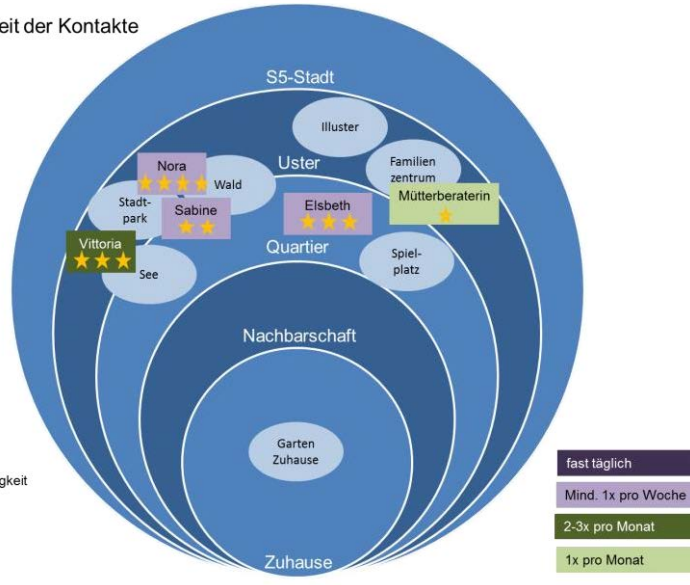 eit der Kontakte
S5-Stadt
Illuster
Uster
Familien
zentrum
Nora
Wald
Mütterberaterin
Stadt-
park
Sabine
Elsbeth
Vittoria
Quartier
See
Spiel-
platz
Nachbarschaft
Garten
Zuhause
gkeit
Zuhause
fast täglich
Mind. 1x pro Woche
2-3x pro Monat
1x pro Monat